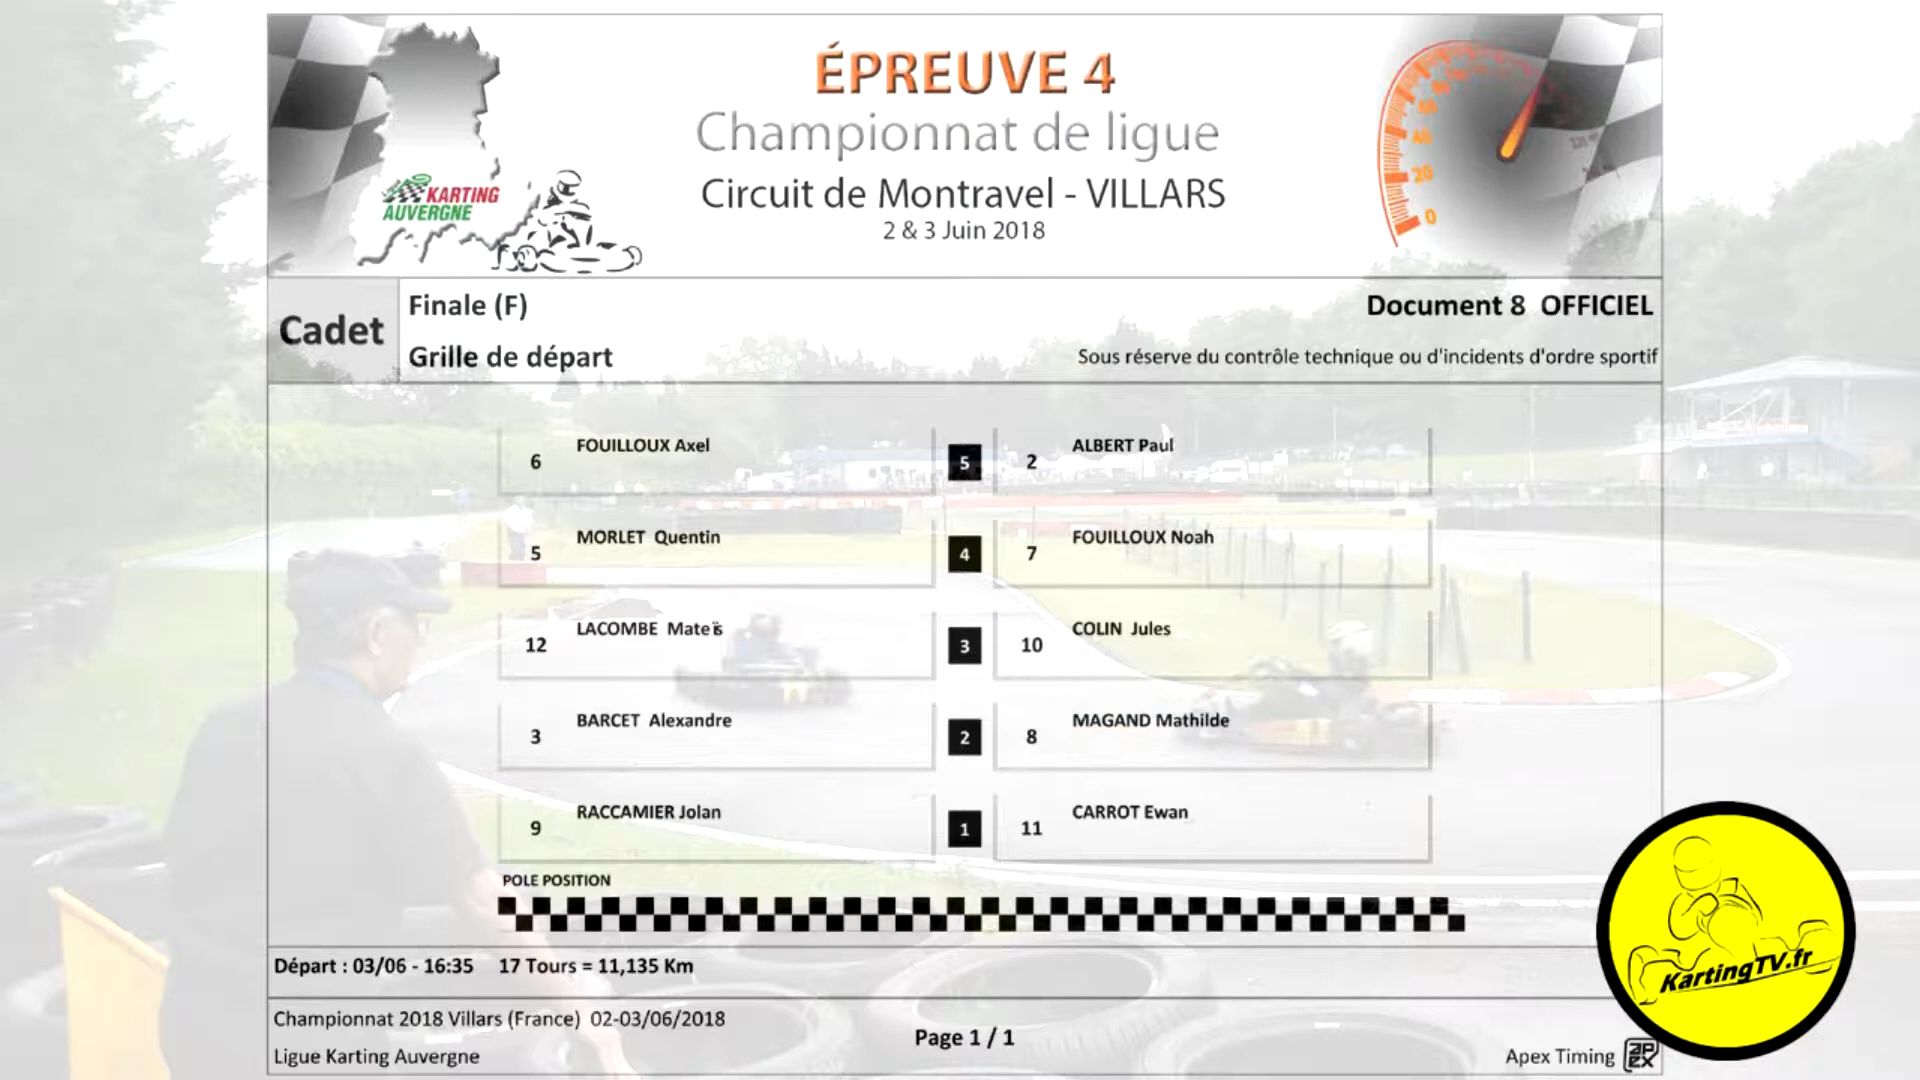 ÉPREUVE 4
Championnat de ligue
Circuit de Montravel - VILLARS
2 & 3 Juin 2018
KARTING
AUVERGNE
60
40
20
0
Cadet
Finale (F)
Document 8 OFFICIEL
Grille de départ
Sous réserve du contrôle technique ou d'incidents d'ordre sportif
6 FOUILLOUX Axel 5 2 ALBERT Paul
5 MORLET Quentin 4 7 FOUILLOUX Noah
12 LACOMBE Mateïs 3 10 COLIN Jules
3 BARCET Alexandre 2 8 MAGAND Mathilde
9 RACCAMIER Jolan 1 11 CARROT Ewan
POLE POSITION
Départ : 03/06 - 16:35 17 Tours = 11,135 Km
Championnat 2018 Villars (France) 02-03/06/2018
Ligue Karting Auvergne
Page 1 / 1
Apex Timing
APEX
KartingTV.fr